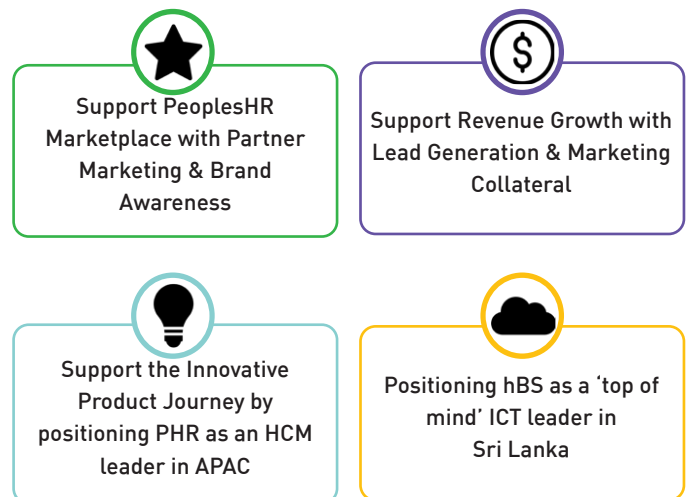 Support PeoplesHR
Marketplace with Partner
Marketing & Brand
Awareness
$
Support Revenue Growth with
Lead Generation & Marketing
Collateral
Support the Innovative
Product Journey by
positioning PHR as an HCM
leader in APAC
Positioning hBS as a ‘top of
mind’ ICT leader in
Sri Lanka